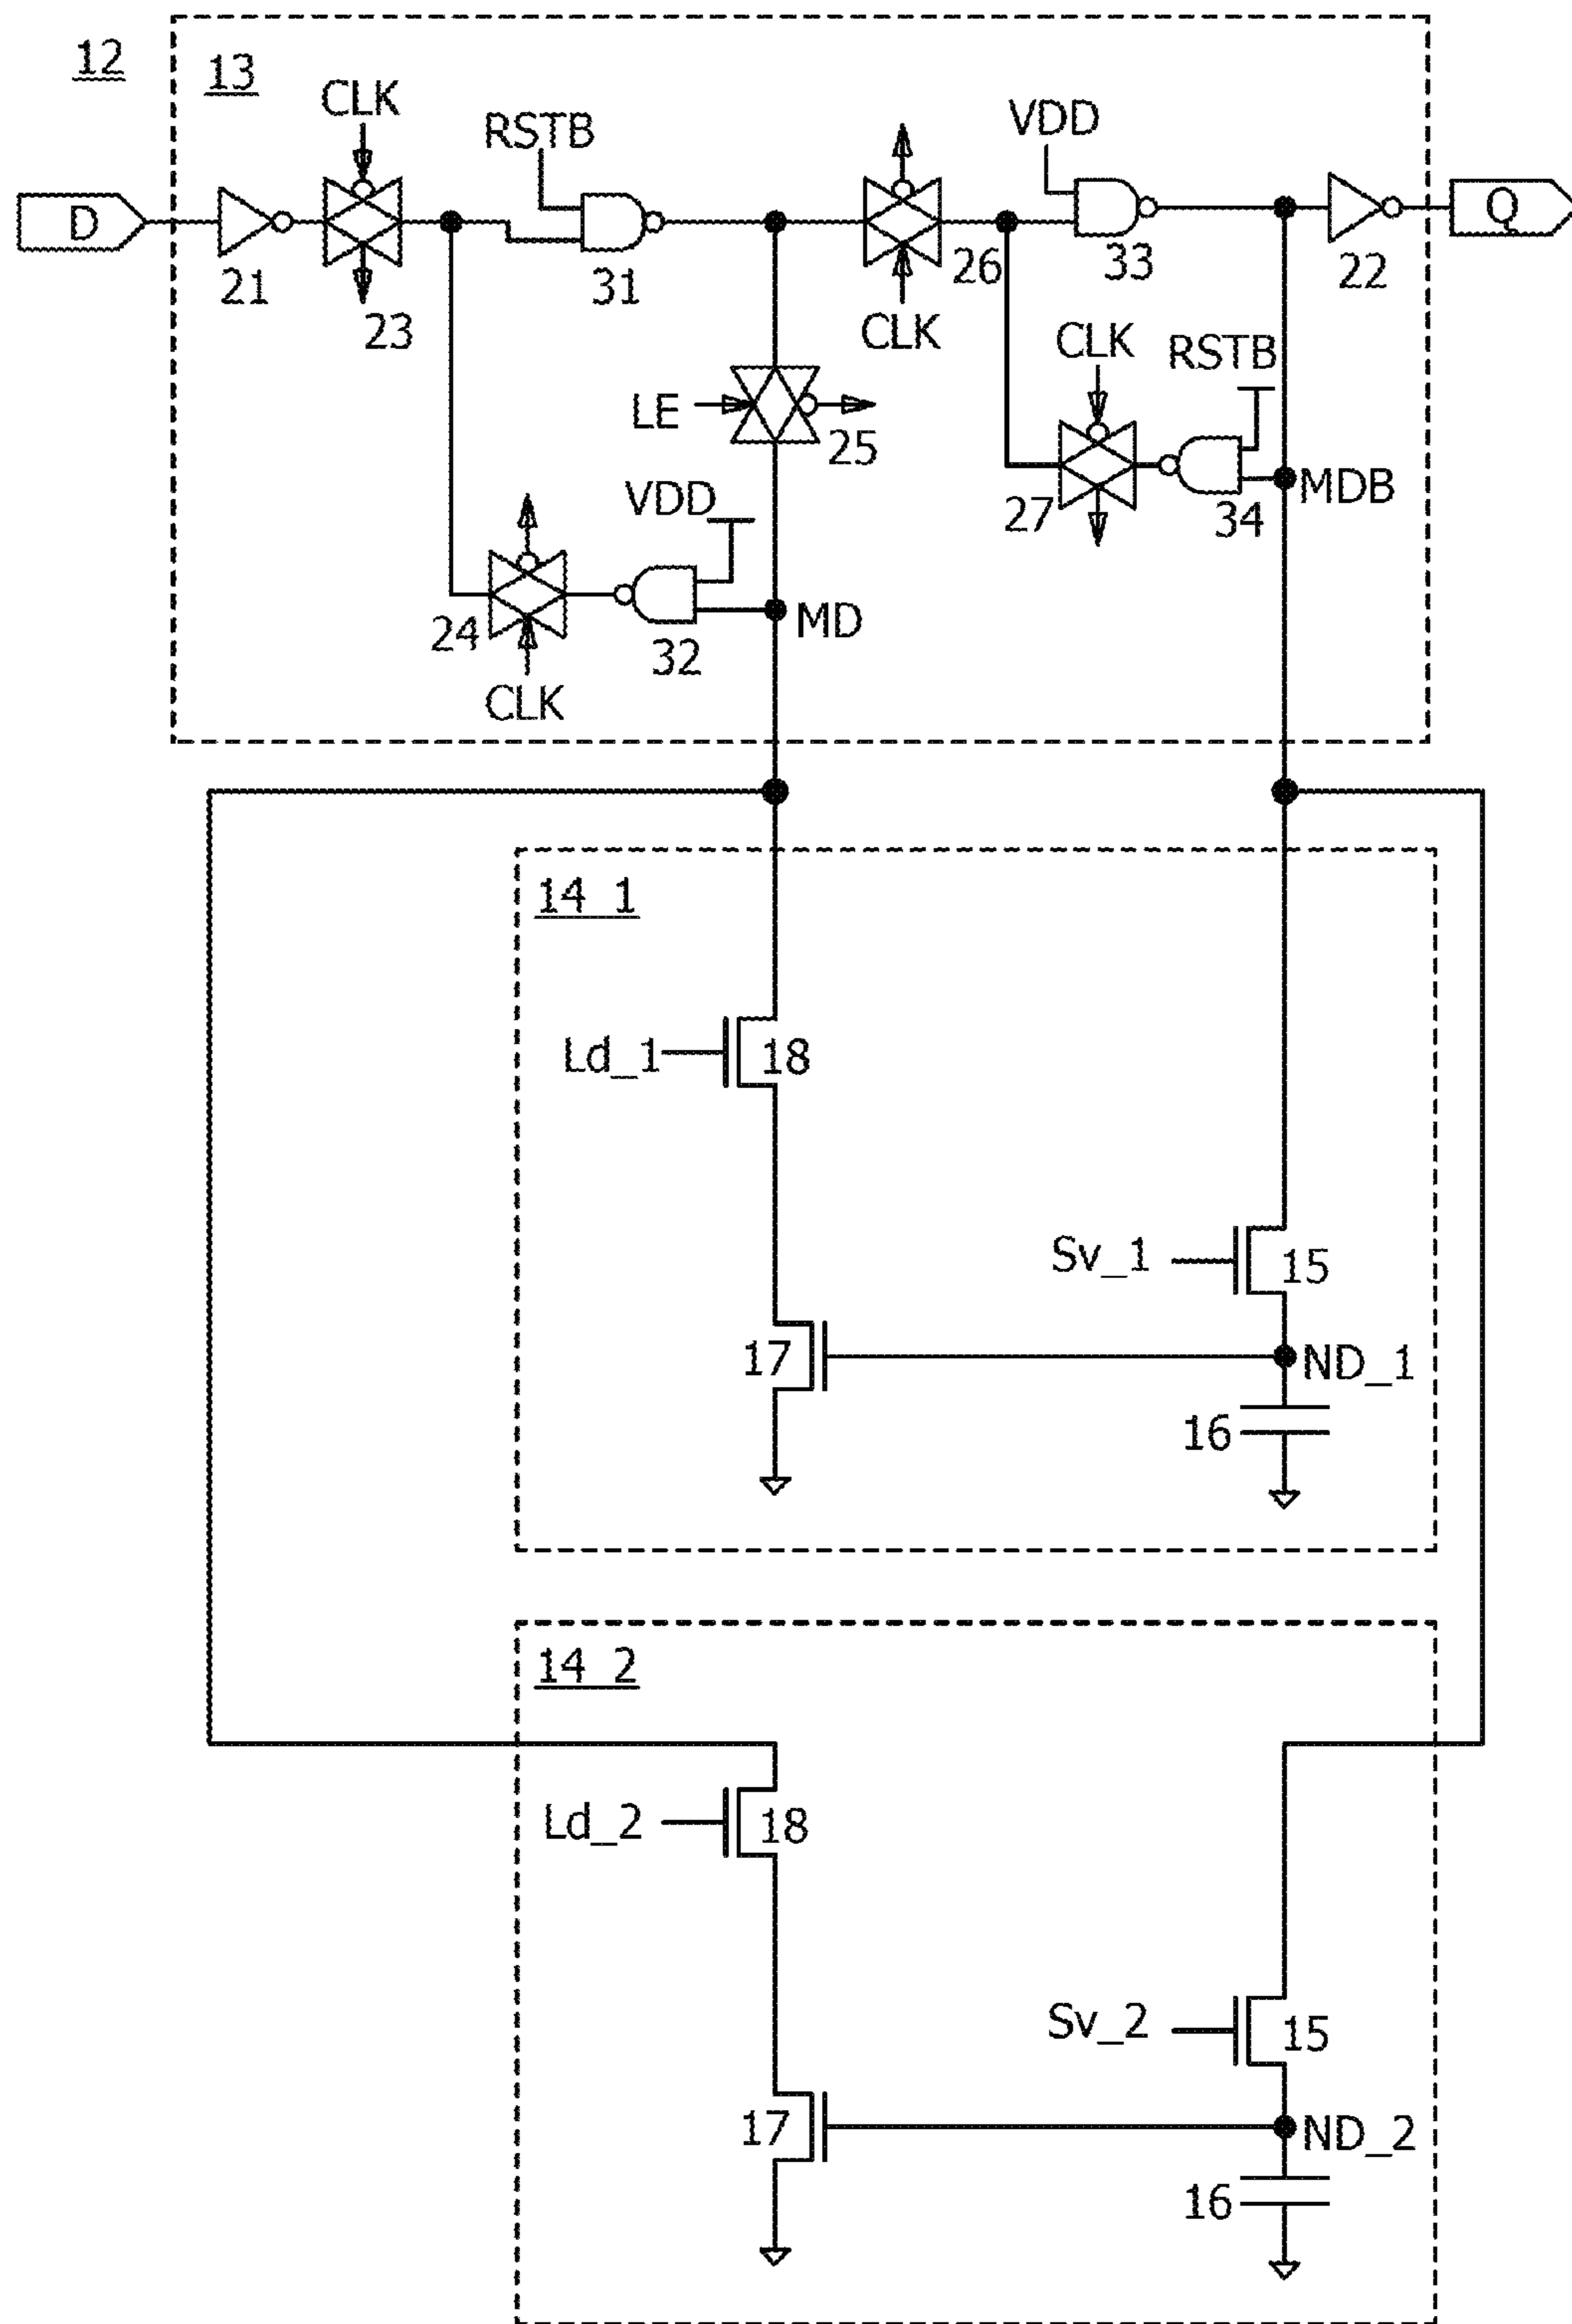 12
13
CLK
RSTB
VDD
D
21
23
31
26
33
22
Q
CLK
CLK
RSTB
LE
25
27
34
MDB
VDD
24
32
MD
CLK
14_1
Ld_1
18
Sv_1
15
17
ND_1
16
14_2
Ld_2
18
Sv_2
15
17
ND_2
16